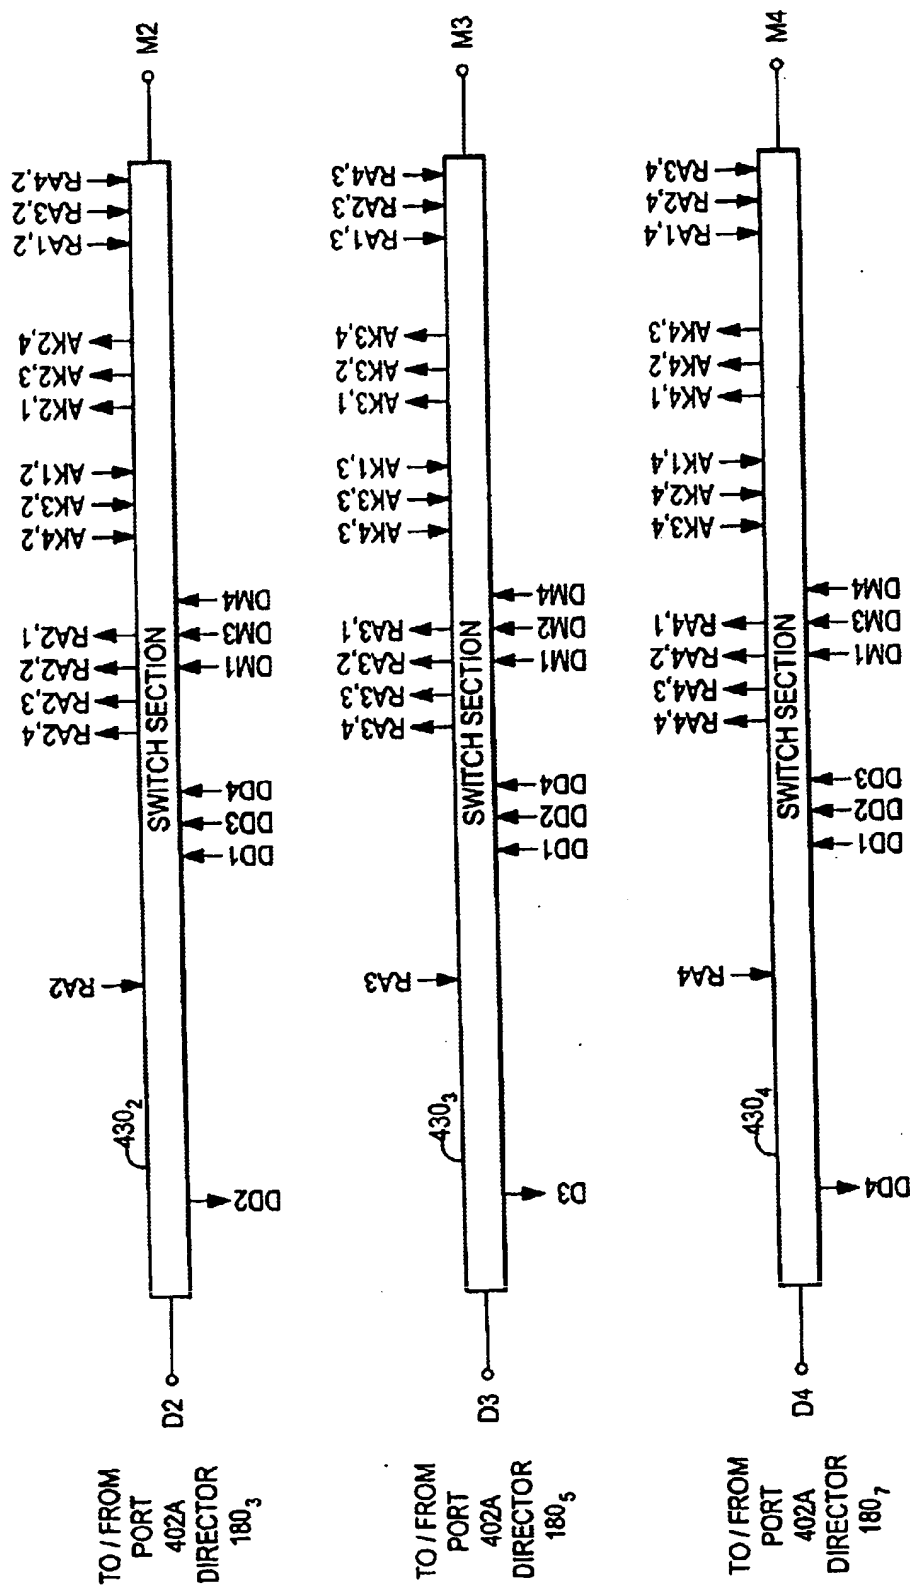 TO / FROM
PORT
402A
DIRECTOR
180₃
D2
430₂
RA2
RA2,4
RA2,3
RA2,2
RA2,1
AK4,2
AK3,2
AK1,2
AK2,1
AK2,3
AK2,4
RA1,2
RA3,2
RA4,2
SWITCH SECTION
DD2
DD1
DD3
DD4
DM1
DM3
DM4
M2
TO / FROM
PORT
402A
DIRECTOR
180₅
D3
430₃
RA3
RA3,4
RA3,3
RA3,2
RA3,1
AK4,3
AK3,3
AK1,3
AK3,1
AK3,2
AK3,4
RA1,3
RA2,3
RA4,3
SWITCH SECTION
D3
DD1
DD2
DD4
DM1
DM2
DM4
M3
TO / FROM
PORT
402A
DIRECTOR
180₇
D4
430₄
RA4
RA4,4
RA4,3
RA4,2
RA4,1
AK3,4
AK2,4
AK1,4
AK4,1
AK4,2
AK4,3
RA1,4
RA2,4
RA3,4
SWITCH SECTION
DD4
DD1
DD2
DD3
DM1
DM3
DM4
M4